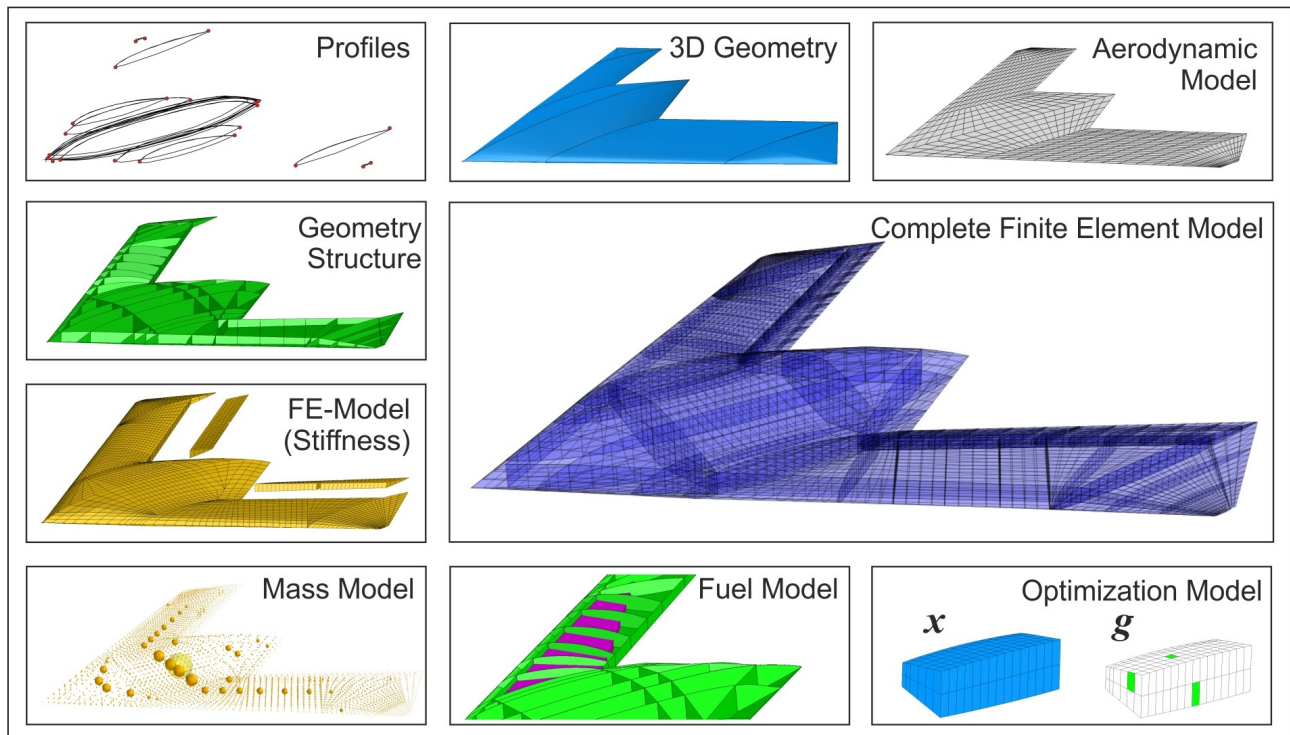 Profiles
3D Geometry
Aerodynamic
Model
Geometry
Structure
Complete Finite Element Model
FE-Model
(Stiffness)
Mass Model
Fuel Model
Optimization Model
x
g